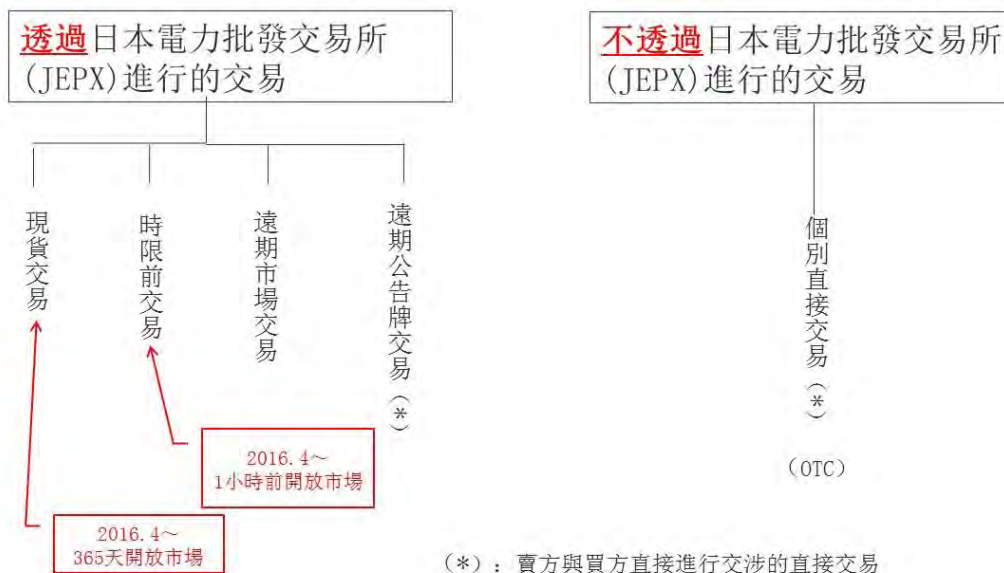 透過日本電力批發交易所
(JEPX)進行的交易
不透過日本電力批發交易所
(JEPX)進行的交易
現貨交易
時限前交易
遠期市場交易
遠期公告牌交易（*）
個別直接交易（*）
（OTC）
2016.4～
1小時前開放市場
2016.4～
365天開放市場
（*）：賣方與買方直接進行交涉的直接交易